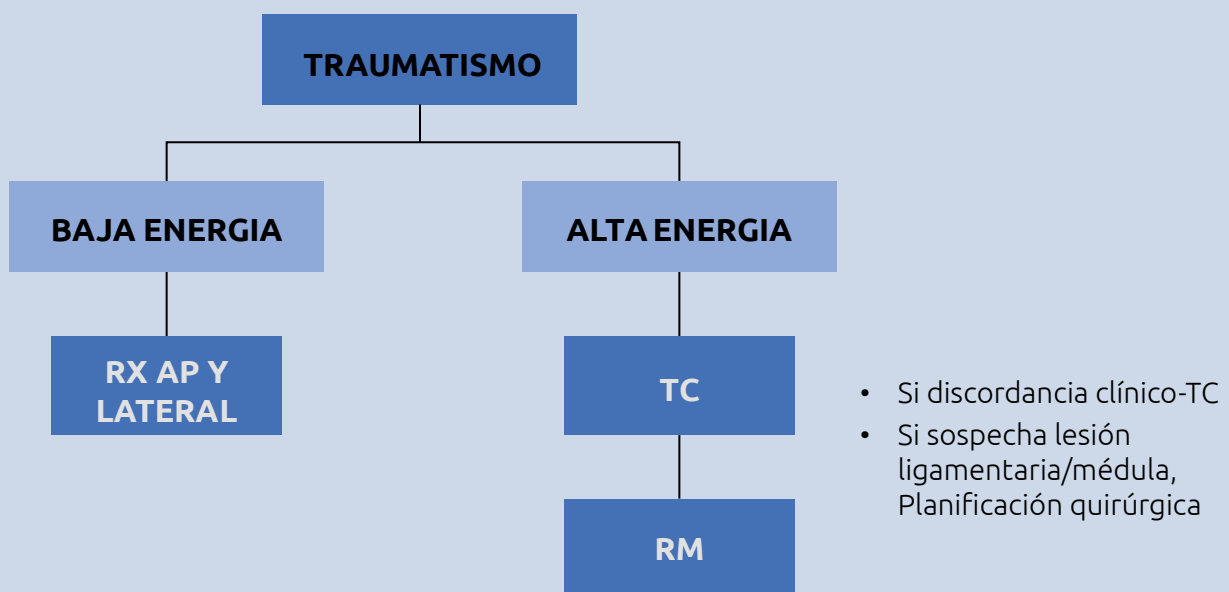 TRAUMATISMO
BAJA ENERGIA
ALTA ENERGIA
RX AP Y
LATERAL
TC
• Si discordancia clínico-TC
• Si sospecha lesión
ligamentaria/médula,
Planificación quirúrgica
RM